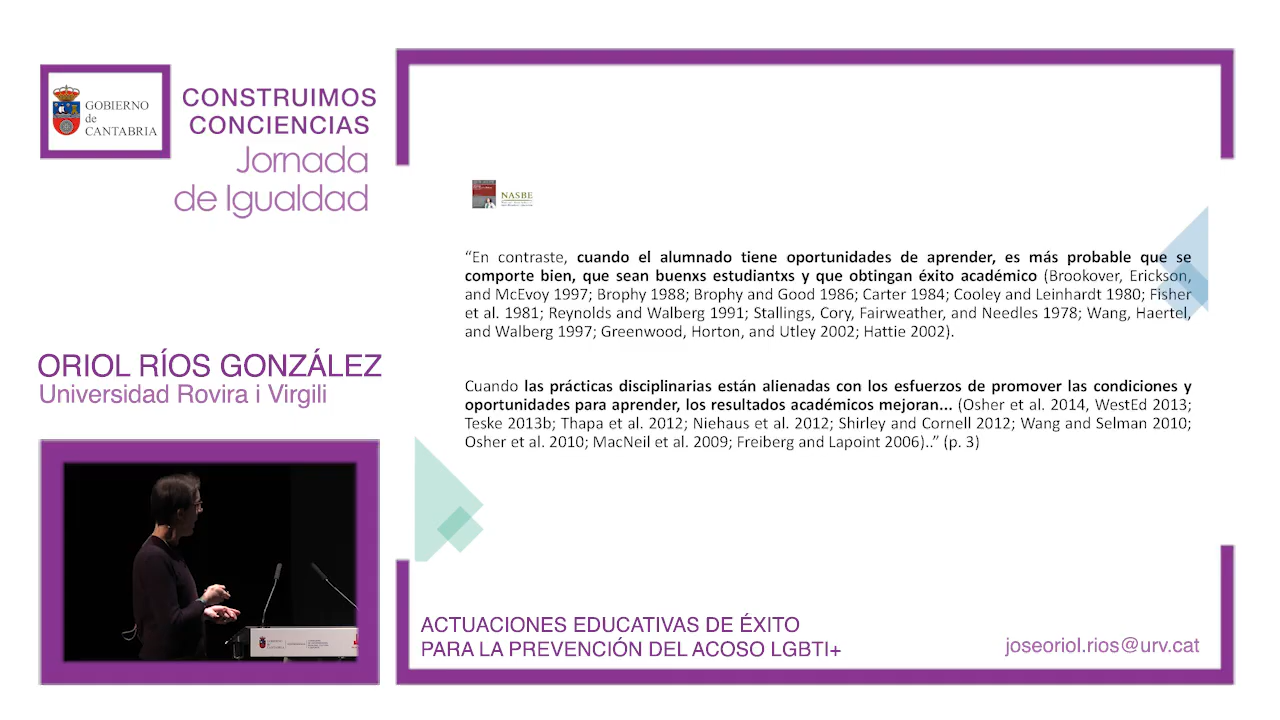 GOBIERNO
de
CANTABRIA
CONSTRUIMOS
CONCIENCIAS
Jornada
de Igualdad
ORIOL RÍOS GONZÁLEZ
Universidad Rovira i Virgili
NASBE
“En contraste, cuando el alumnado tiene oportunidades de aprender, es más probable que se
comporte bien, que sean buenxs estudiantxs y que obtingan éxito académico (Brookover, Erickson,
and McEvoy 1997; Brophy 1988; Brophy and Good 1986; Carter 1984; Cooley and Leinhardt 1980; Fisher
et al. 1981; Reynolds and Walberg 1991; Stallings, Cory, Fairweather, and Needles 1978; Wang, Haertel,
and Walberg 1997; Greenwood, Horton, and Utley 2002; Hattie 2002).
Cuando las prácticas disciplinarias están alienadas con los esfuerzos de promover las condiciones y
oportunidades para aprender, los resultados académicos mejoran... (Osher et al. 2014, WestEd 2013;
Teske 2013b; Thapa et al. 2012; Niehaus et al. 2012; Shirley and Cornell 2012; Wang and Selman 2010;
Osher et al. 2010; MacNeil et al. 2009; Freiberg and Lapoint 2006)..” (p. 3)
ACTUACIONES EDUCATIVAS DE ÉXITO
PARA LA PREVENCIÓN DEL ACOSO LGBTI+
joseoriol.rios@urv.cat